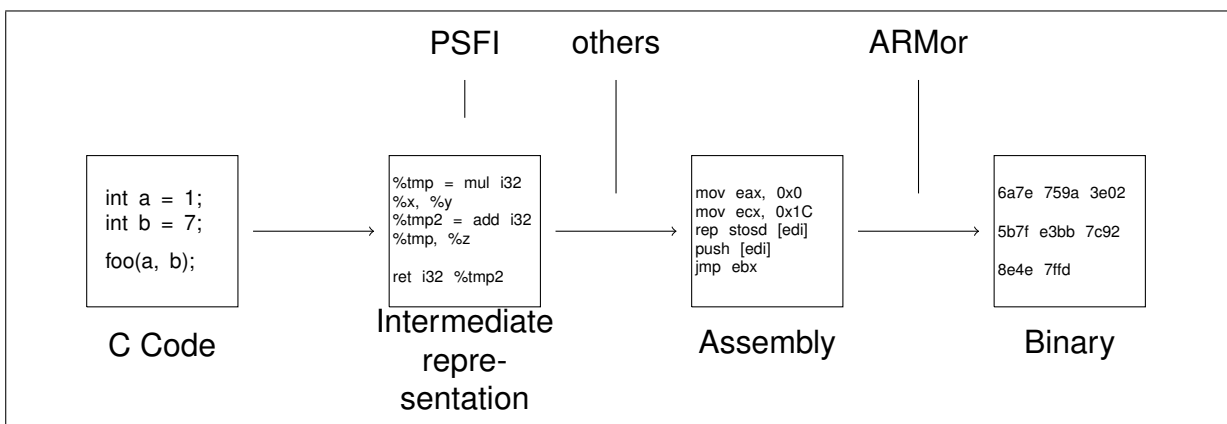 PSFI others ARMor
int a = 1;
int b = 7;
foo(a, b);
%tmp = mul i32
%x, %y
%tmp2 = add i32
%tmp, %z
ret i32 %tmp2
mov eax, 0x0
mov ecx, 0x1C
rep stosd [edi]
push [edi]
jmp ebx
6a7e 759a 3e02
5b7f e3bb 7c92
8e4e 7ffd
C Code
Intermediate
repre-
sentation
Assembly
Binary